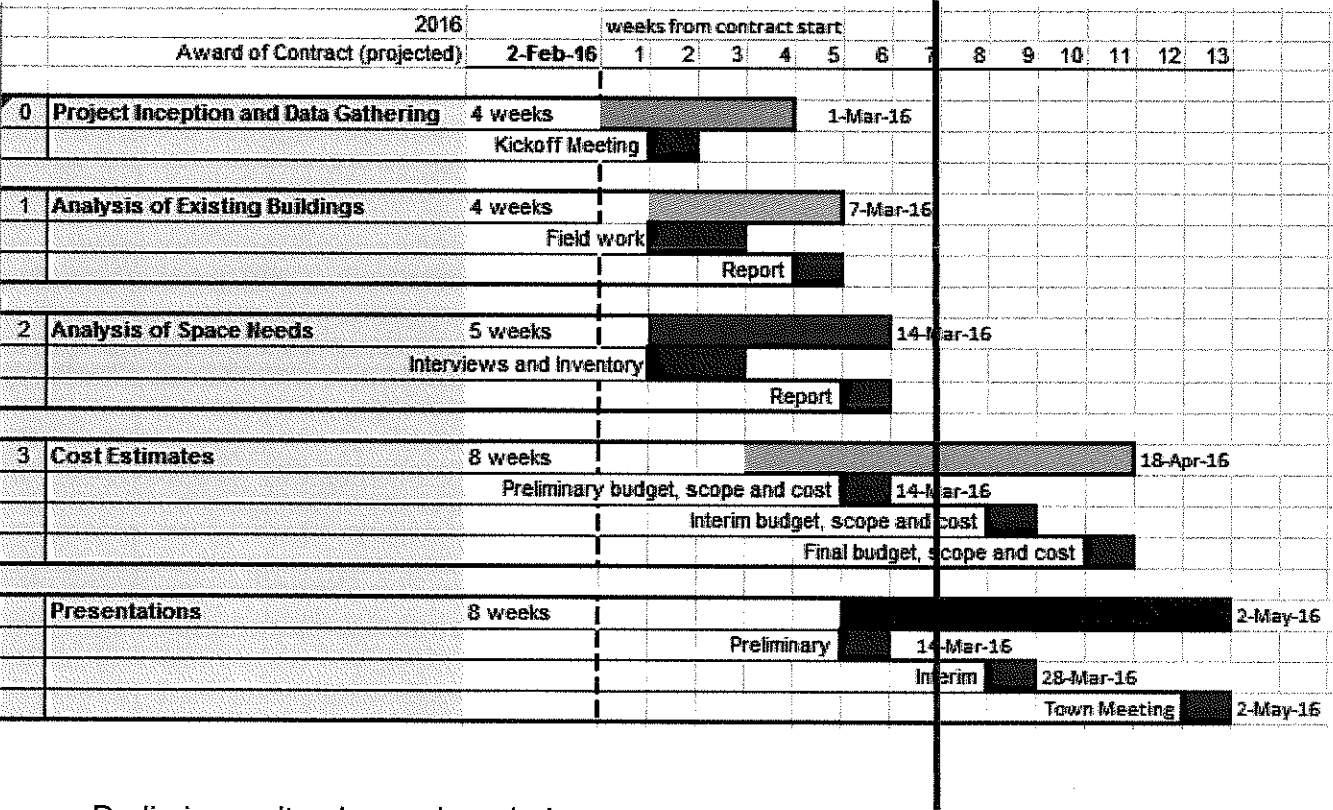 2016 weeks from contract start
Award of Contract (projected) 2-Feb-16 1 2 3 4 5 6 7 8 9 10 11 12 13
0 Project Inception and Data Gathering 4 weeks 1-Mar-16
Kickoff Meeting
1 Analysis of Existing Buildings 4 weeks 7-Mar-16
Field work
Report
2 Analysis of Space Needs 5 weeks 14-Mar-16
Interviews and Inventory
Report
3 Cost Estimates 8 weeks 18-Apr-16
Preliminary budget, scope and cost 14-Mar-16
Interim budget, scope and cost
Final budget, scope and cost
Presentations 8 weeks 2-May-16
Preliminary 14-Mar-16
Interim 28-Mar-16
Town Meeting 2-May-16